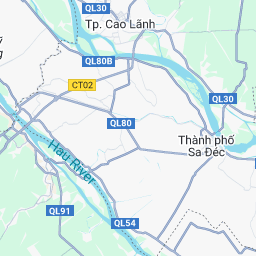 QL30
Tp. Cao Lãnh
QL80B
CT02
QL30
QL80
Thành phố
Sa Đéc
Hau River
QL91
QL54